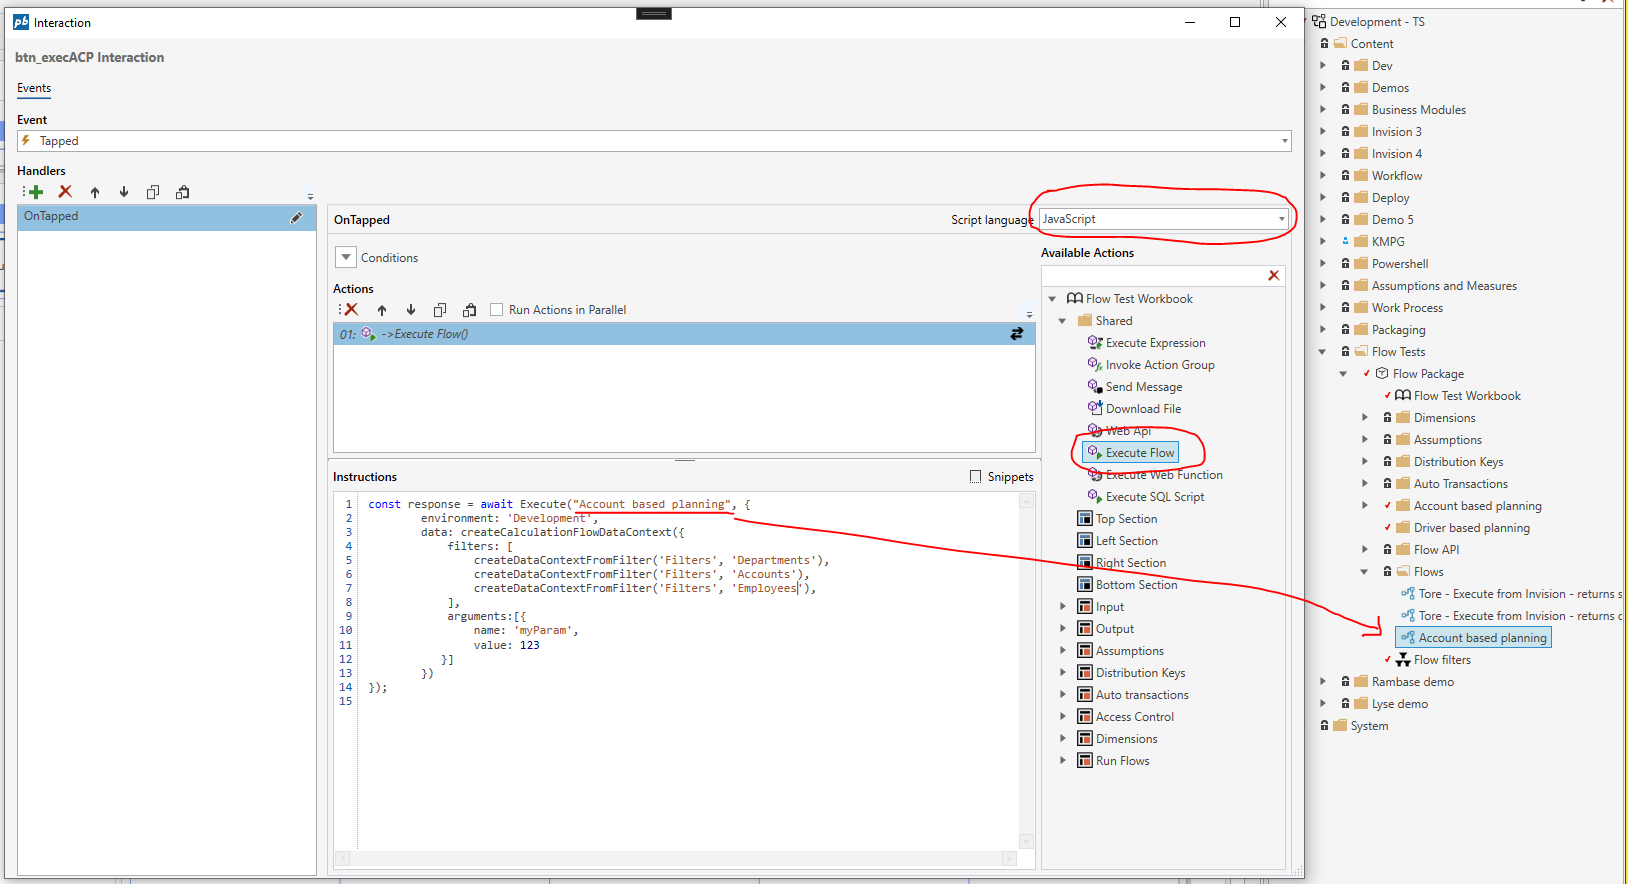 pb Interaction
btn_execACP Interaction
Events
Event
Tapped
Handlers
OnTapped
OnTapped
Script language
JavaScript
Conditions
Actions
Run Actions in Parallel
01: ->Execute Flow()
Instructions
Snippets
1 const response = await Execute("Account based planning", {
2 environment: 'Development',
3 data: createCalculationFlowDataContext({
4 filters: [
5 createDataContextFromFilter('Filters', 'Departments'),
6 createDataContextFromFilter('Filters', 'Accounts'),
7 createDataContextFromFilter('Filters', 'Employees'),
8 ],
9 arguments:[{
10 name: 'myParam',
11 value: 123
12 }]
13 })
14 });
15
Available Actions
Flow Test Workbook
Shared
Execute Expression
Invoke Action Group
Send Message
Download File
Web Api
Execute Flow
Execute Web Function
Execute SQL Script
Top Section
Left Section
Right Section
Bottom Section
Input
Output
Assumptions
Distribution Keys
Auto transactions
Access Control
Dimensions
Run Flows
Development - TS
Content
Dev
Demos
Business Modules
Invision 3
Invision 4
Workflow
Deploy
Demo 5
KMPG
Powershell
Assumptions and Measures
Work Process
Packaging
Flow Tests
Flow Package
Flow Test Workbook
Dimensions
Assumptions
Distribution Keys
Auto Transactions
Account based planning
Driver based planning
Flow API
Flows
Tore - Execute from Invision - returns
Tore - Execute from Invision - returns
Account based planning
Flow filters
Rambase demo
Lyse demo
System